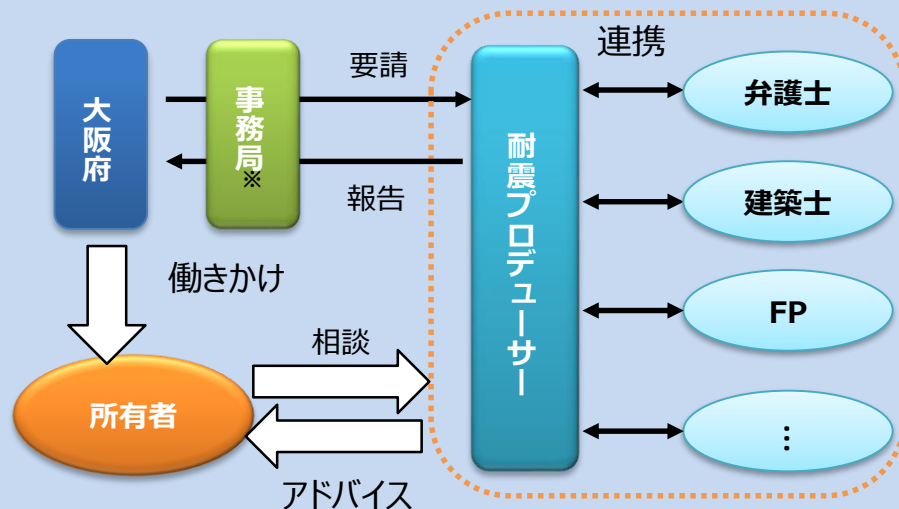 連携
大阪府
事務局※
要請
報告
耐震プロデューサー
弁護士
建築士
FP
⋮
働きかけ
所有者
相談
アドバイス